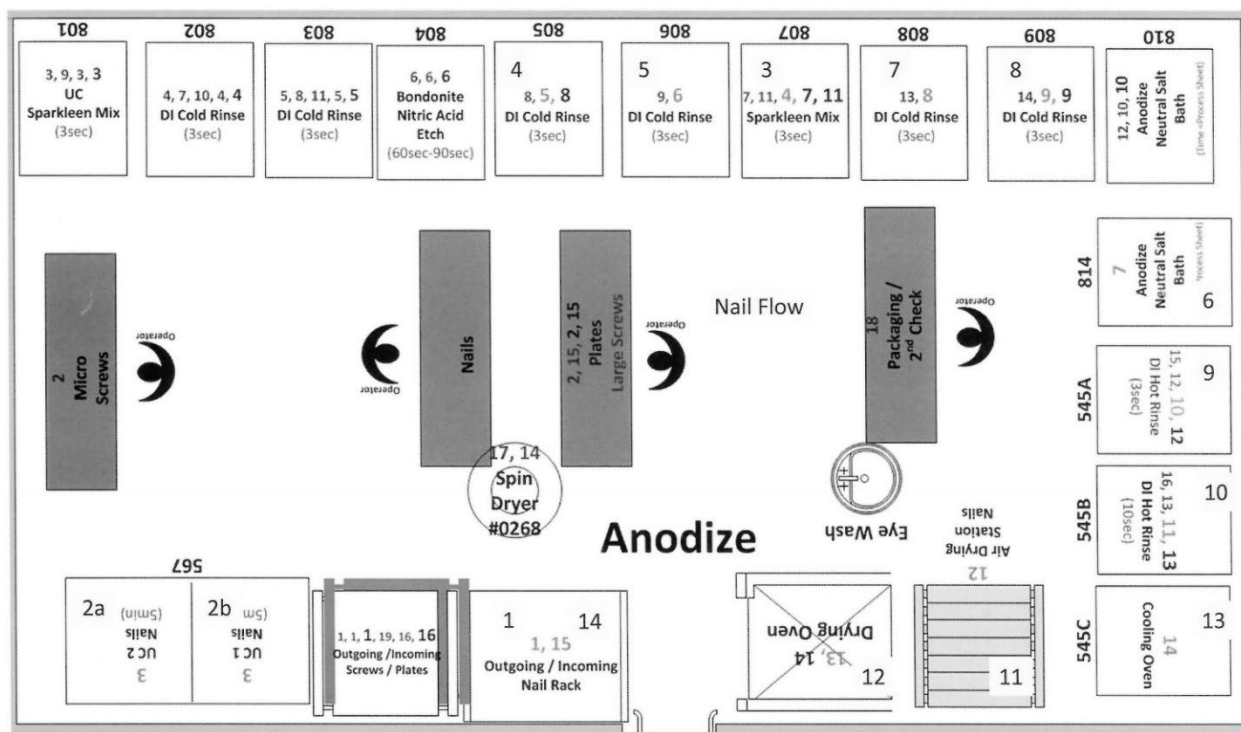 801
802
803
804
805
806
807
808
809
810
3, 9, 3, 3
UC
Sparkleen Mix
(3sec)
4, 7, 10, 4, 4
DI Cold Rinse
(3sec)
5, 8, 11, 5, 5
DI Cold Rinse
(3sec)
6, 6, 6
Bondonite
Nitric Acid
Etch
(60sec-90sec)
4
8, 5, 8
DI Cold Rinse
(3sec)
5
9, 6
DI Cold Rinse
(3sec)
3
7, 11, 4, 7, 11
Sparkleen Mix
(3sec)
7
13, 8
DI Cold Rinse
(3sec)
8
14, 9, 9
DI Cold Rinse
(3sec)
12, 10, 10
Anodize
Neutral Salt
Bath
(Time =Process Sheet)
814
7
Anodize
Neutral Salt
Bath
Process Sheet)
6
2
Micro
Screws
Operator
Operator
Nails
2, 15, 2, 15
Plates
Large Screws
Operator
Nail Flow
18
Packaging /
2nd Check
Operator
545A
15, 12, 10, 12
DI Hot Rinse
(3sec)
9
17, 14
Spin
Dryer
#0268
Anodize
Eye Wash
545B
16, 13, 11, 13
DI Hot Rinse
(10sec)
10
Air Drying
Station
Nails
12
11
567
2a
(5min)
Nails
UC 2
3
2b
(5m
Nails
UC 1
3
1, 1, 1, 19, 16, 16
Outgoing /Incoming
Screws / Plates
1
14
1, 15
Outgoing / Incoming
Nail Rack
Drying Oven
13, 14
12
545C
Cooling Oven
14
13